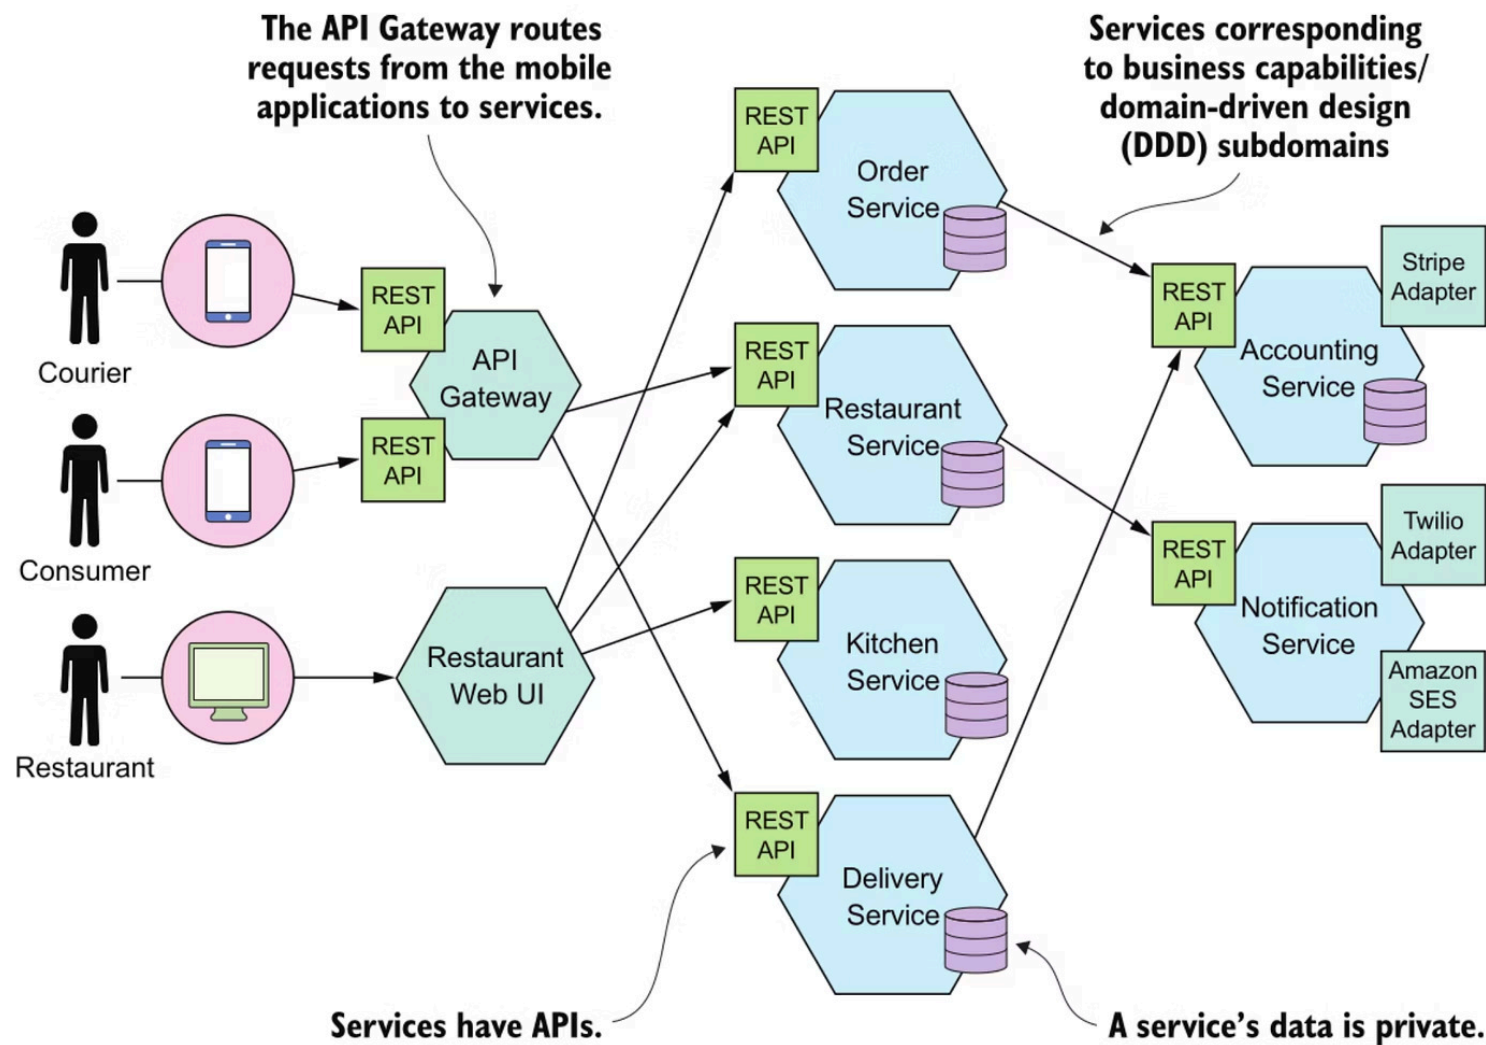 The API Gateway routes
requests from the mobile
applications to services.
Services corresponding
to business capabilities/
domain-driven design
(DDD) subdomains
REST
API
Order
Service
Courier
REST
API
API
Gateway
REST
API
Consumer
REST
API
Restaurant
Service
REST
API
Accounting
Service
Stripe
Adapter
Restaurant
Restaurant
Web UI
REST
API
Kitchen
Service
REST
API
Notification
Service
Twilio
Adapter
Amazon
SES
Adapter
REST
API
Delivery
Service
Services have APIs.
A service's data is private.